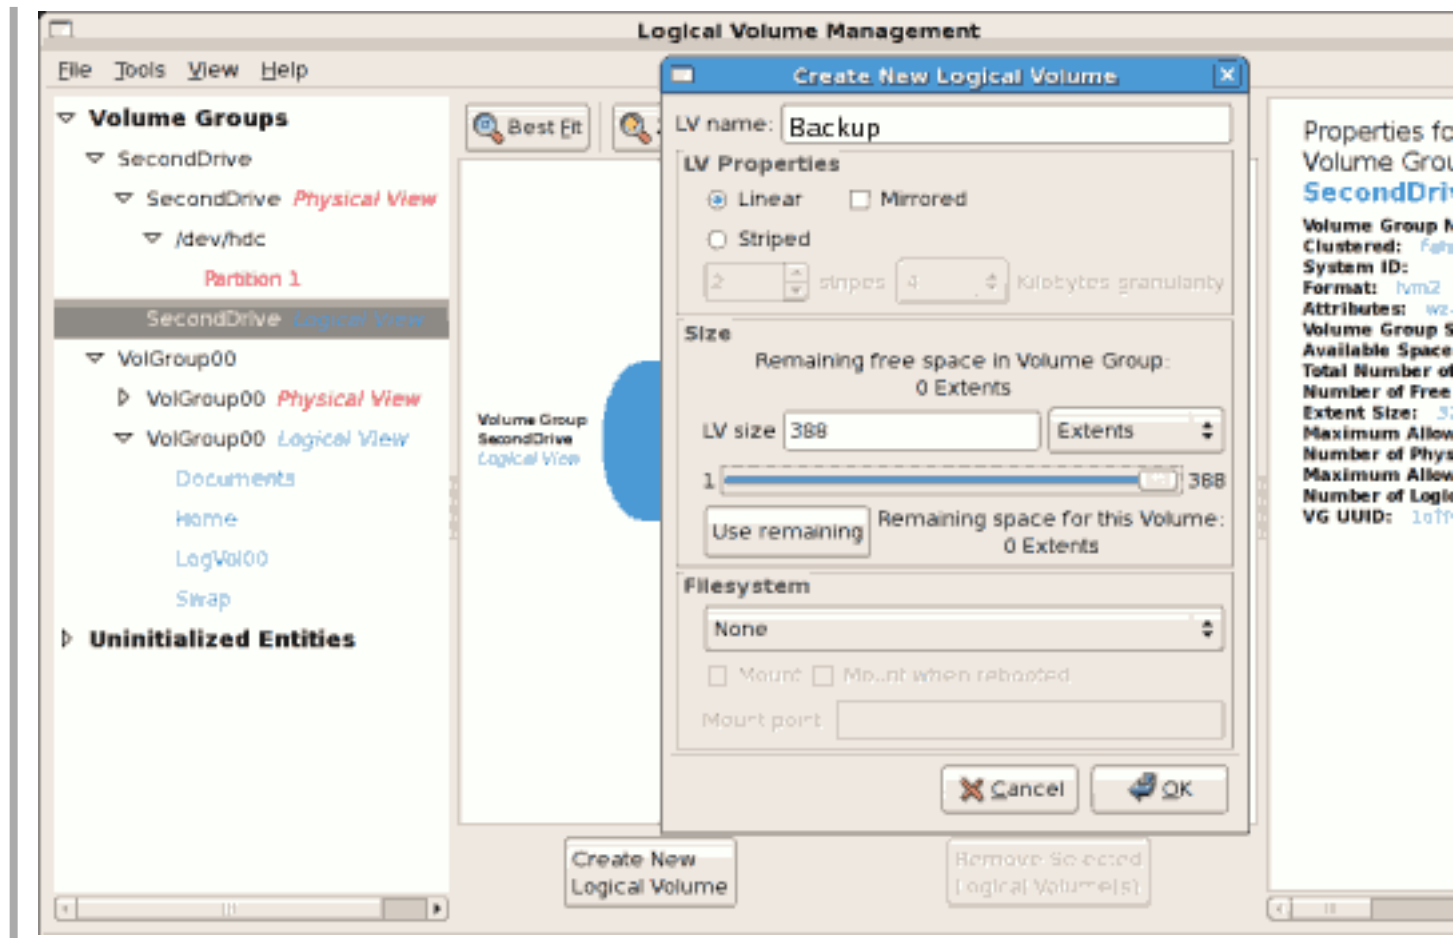 Logical Volume Management
File Tools View Help
Volume Groups
SecondDrive
SecondDrive Physical View
/dev/hdc
Partition 1
SecondDrive Logical View
VolGroup00
VolGroup00 Physical View
VolGroup00 Logical View
Documents
Home
LogVol00
Swap
Uninitialized Entities
Best Fit
Volume Group
SecondDrive
Logical View
Create New
Logical Volume
Remove Selected
Logical Volume(s)
Create New Logical Volume
LV name: Backup
LV Properties
Linear Mirrored
Striped
2 stripes 4 Kilobytes granularity
Size
Remaining free space in Volume Group:
0 Extents
LV size 388 Extents
1 388
Use remaining Remaining space for this Volume:
0 Extents
Filesystem
None
Mount Mount when rebooted
Mount point
Cancel OK
Properties fo
Volume Grou
SecondDriv
Volume Group N
Clustered:
System ID:
Format: lvm2
Attributes: wz-
Volume Group S
Available Space
Total Number of
Number of Free
Extent Size: 32
Maximum Allow
Number of Phys
Maximum Allow
Number of Logic
VG UUID: